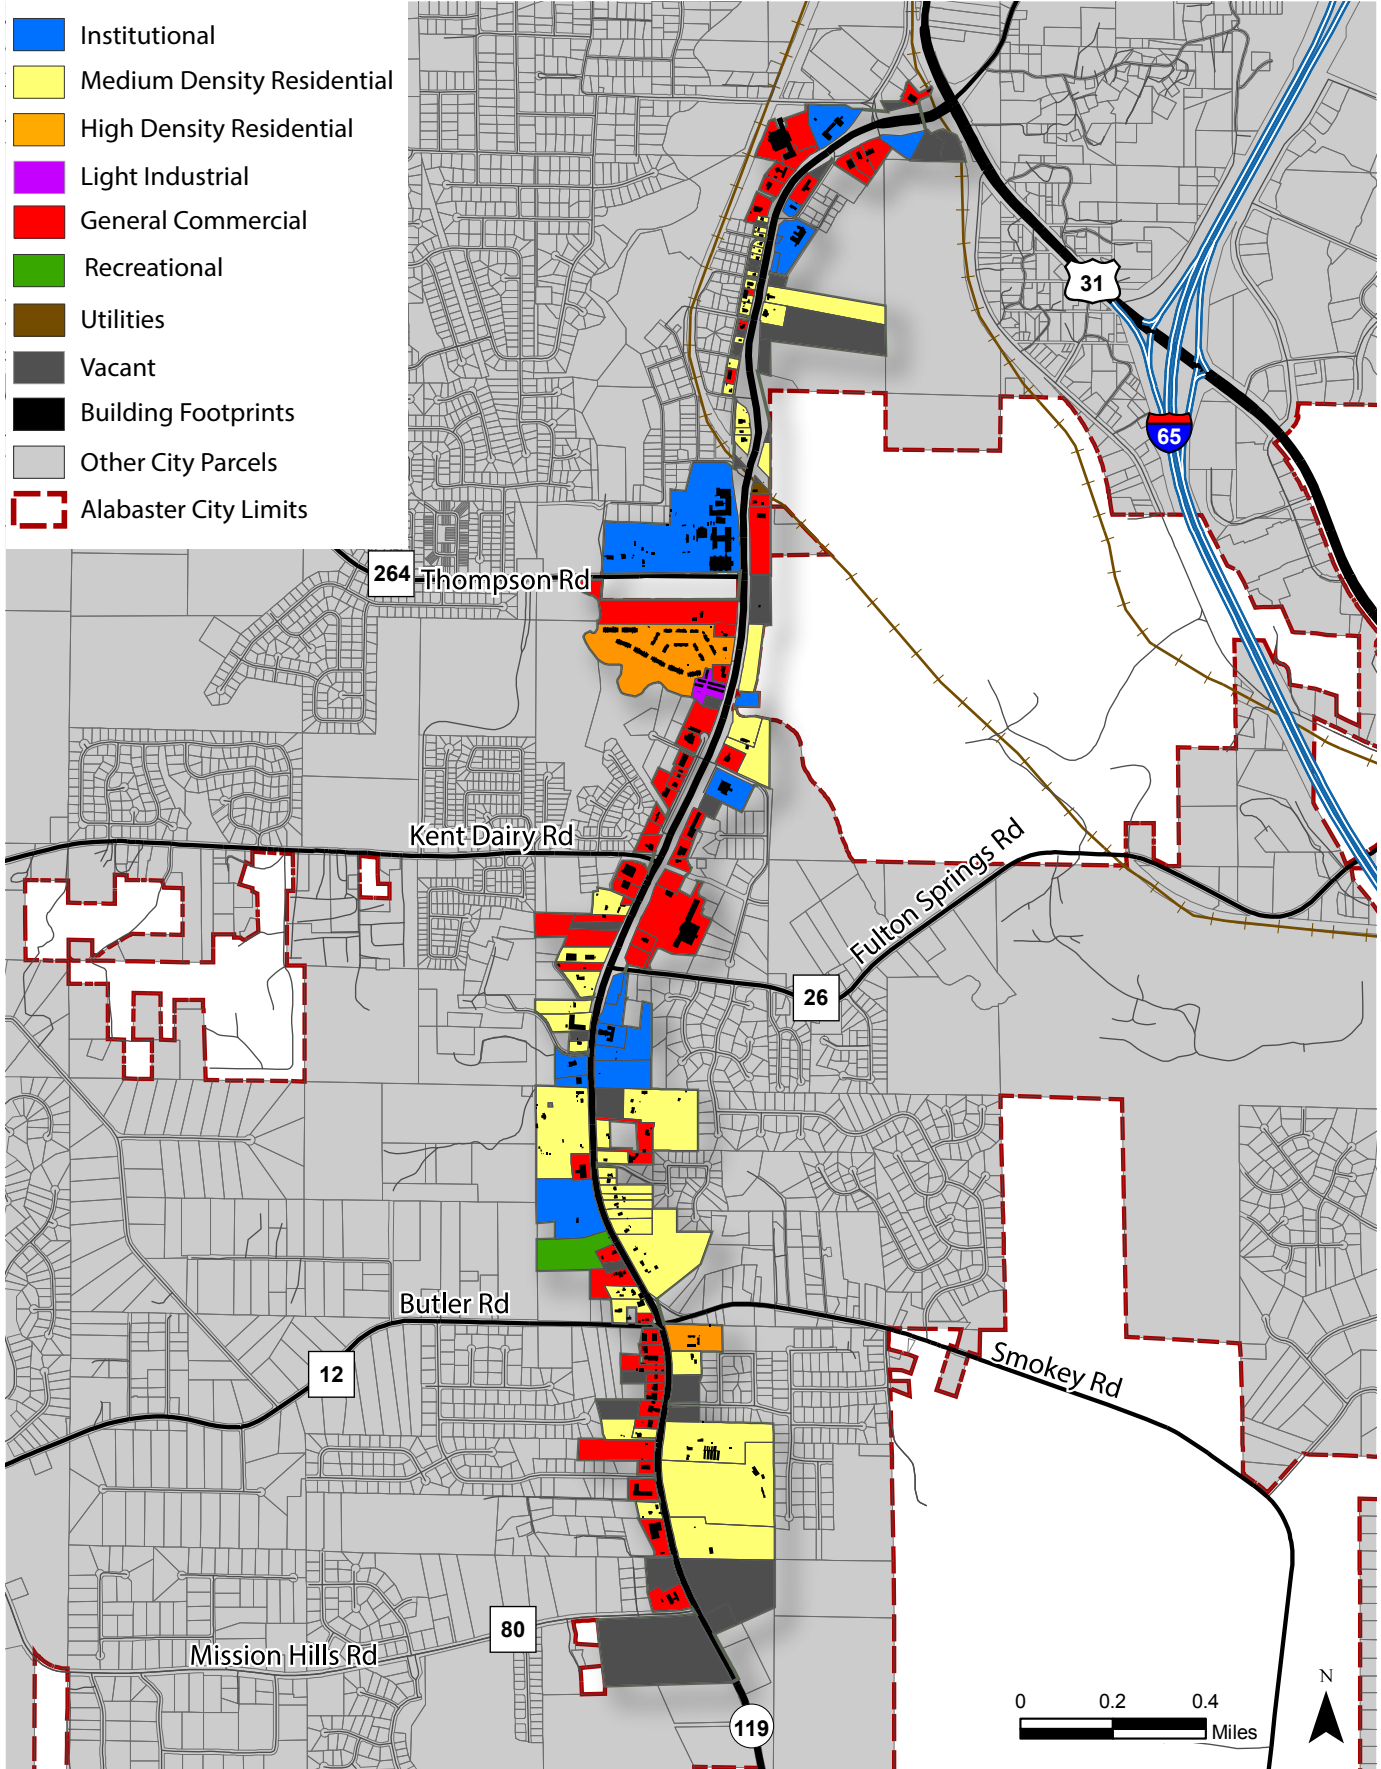 Institutional
Medium Density Residential
High Density Residential
Light Industrial
General Commercial
Recreational
Utilities
Vacant
Building Footprints
Other City Parcels
Alabaster City Limits
31
65
264
Thompson Rd
Kent Dairy Rd
Fulton Springs Rd
26
Butler Rd
12
Smokey Rd
80
Mission Hills Rd
119
N
0 0.2 0.4
Miles